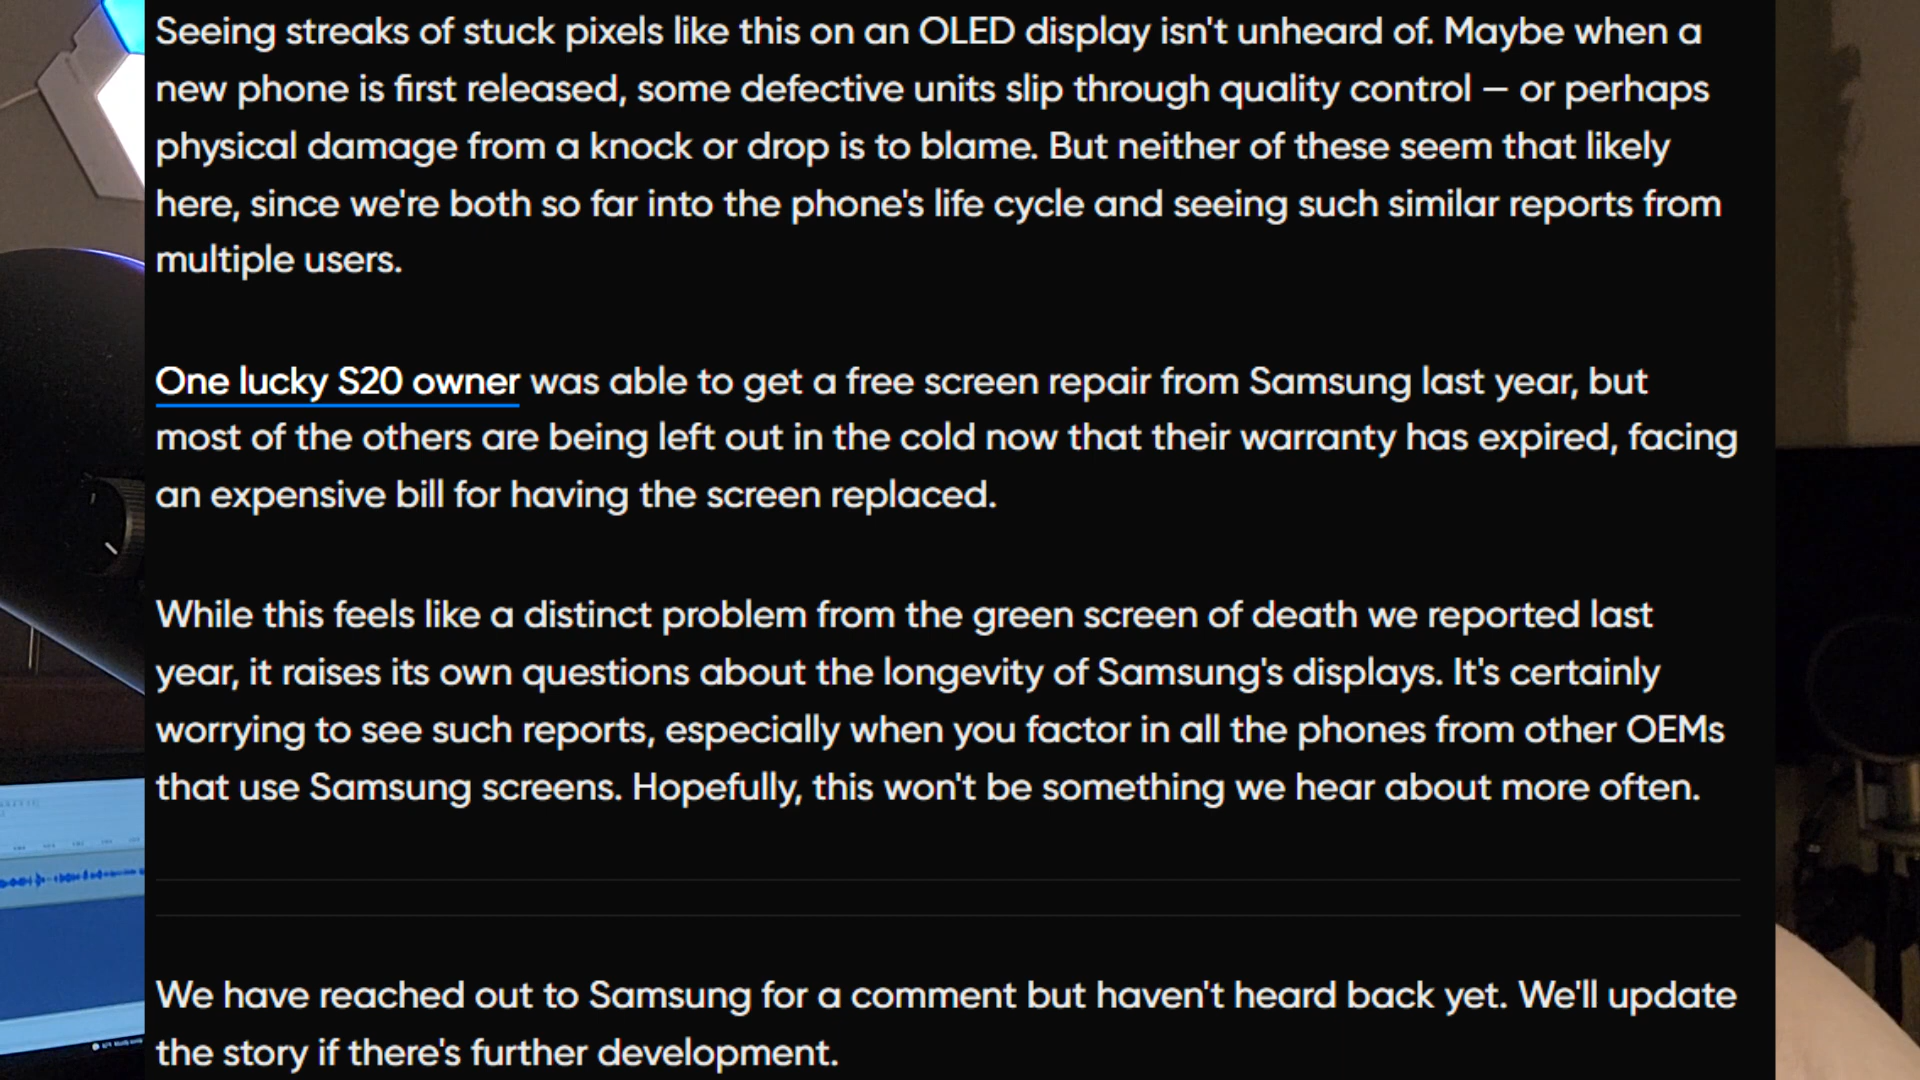 Seeing streaks of stuck pixels like this on an OLED display isn't unheard of. Maybe when a
new phone is first released, some defective units slip through quality control — or perhaps
physical damage from a knock or drop is to blame. But neither of these seem that likely
here, since we're both so far into the phone's life cycle and seeing such similar reports from
multiple users.
One lucky S20 owner was able to get a free screen repair from Samsung last year, but
most of the others are being left out in the cold now that their warranty has expired, facing
an expensive bill for having the screen replaced.
While this feels like a distinct problem from the green screen of death we reported last
year, it raises its own questions about the longevity of Samsung's displays. It's certainly
worrying to see such reports, especially when you factor in all the phones from other OEMs
that use Samsung screens. Hopefully, this won't be something we hear about more often.
We have reached out to Samsung for a comment but haven't heard back yet. We'll update
the story if there's further development.